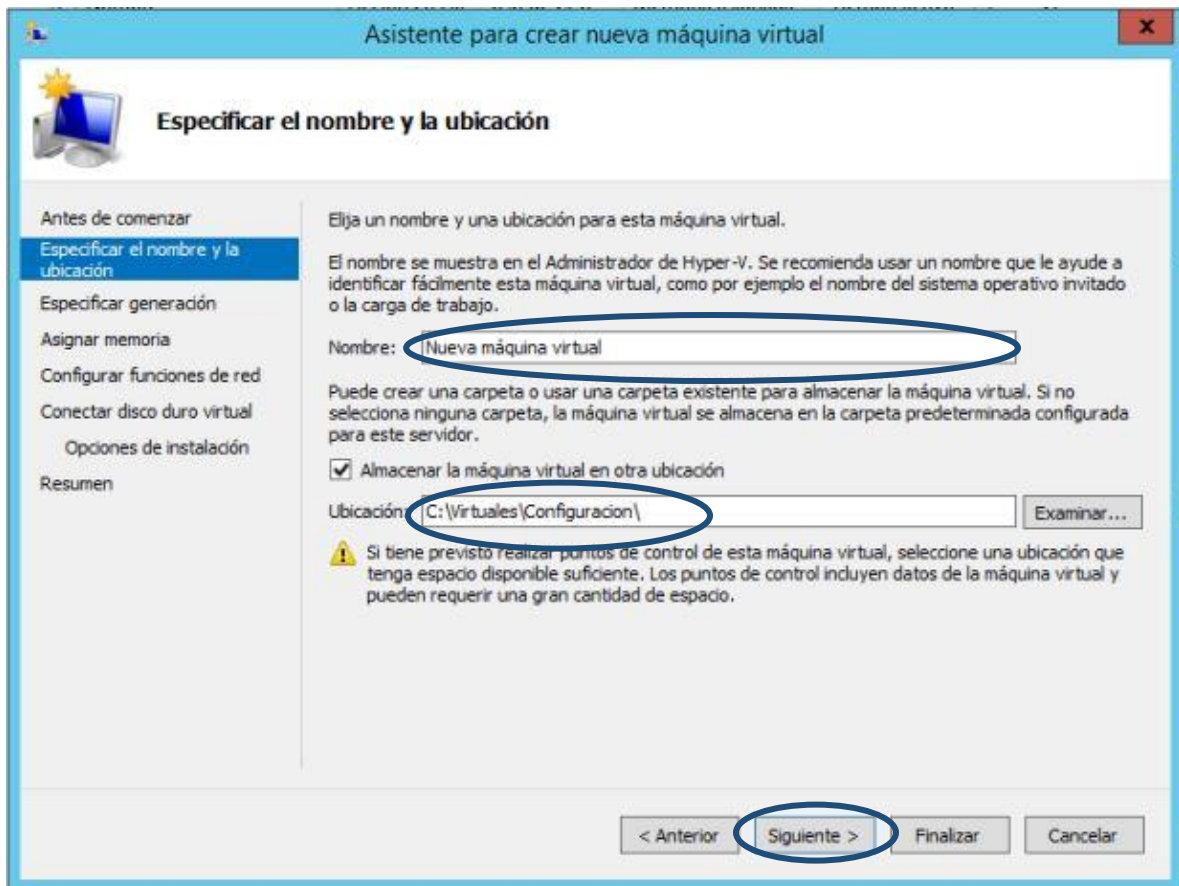 Asistente para crear nueva máquina virtual
x
Especificar el nombre y la ubicación
Antes de comenzar
Especificar el nombre y la
ubicación
Especificar generación
Asignar memoria
Configurar funciones de red
Conectar disco duro virtual
Opciones de instalación
Resumen
Elija un nombre y una ubicación para esta máquina virtual.
El nombre se muestra en el Administrador de Hyper-V. Se recomienda usar un nombre que le ayude a
identificar fácilmente esta máquina virtual, como por ejemplo el nombre del sistema operativo invitado
o la carga de trabajo.
Nombre: Nueva máquina virtual
Puede crear una carpeta o usar una carpeta existente para almacenar la máquina virtual. Si no
selecciona ninguna carpeta, la máquina virtual se almacena en la carpeta predeterminada configurada
para este servidor.
Almacenar la máquina virtual en otra ubicación
Ubicación: C:\Virtuales\Configuracion\ Examinar...
Si tiene previsto realizar puntos de control de esta máquina virtual, seleccione una ubicación que
tenga espacio disponible suficiente. Los puntos de control incluyen datos de la máquina virtual y
pueden requerir una gran cantidad de espacio.
< Anterior Siguiente > Finalizar Cancelar